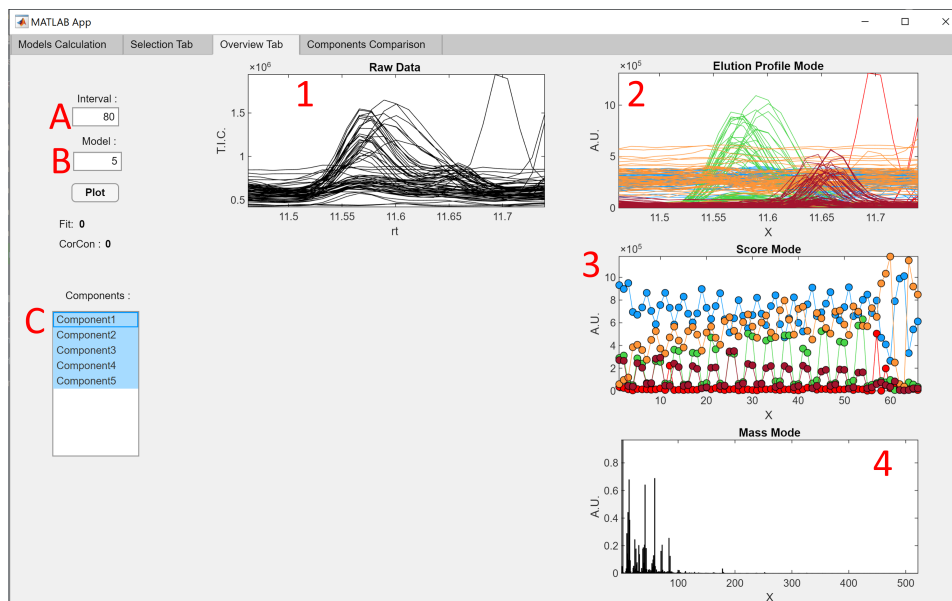 MATLAB App
Models Calculation
Selection Tab
Overview Tab
Components Comparison
A
Interval :
80
B
Model :
5
Plot
Fit: 0
CorCon : 0
C
Components :
Component1
Component2
Component3
Component4
Component5
Raw Data
1
×10⁶
T.I.C.
1.5
1
0.5
11.5
11.55
11.6
11.65
11.7
rt
Elution Profile Mode
2
×10⁵
A.U.
10
5
0
11.5
11.55
11.6
11.65
11.7
X
Score Mode
3
×10⁵
A.U.
10
8
6
4
2
0
10
20
30
40
50
60
X
Mass Mode
4
A.U.
0.8
0.6
0.4
0.2
0
100
200
300
400
500
X